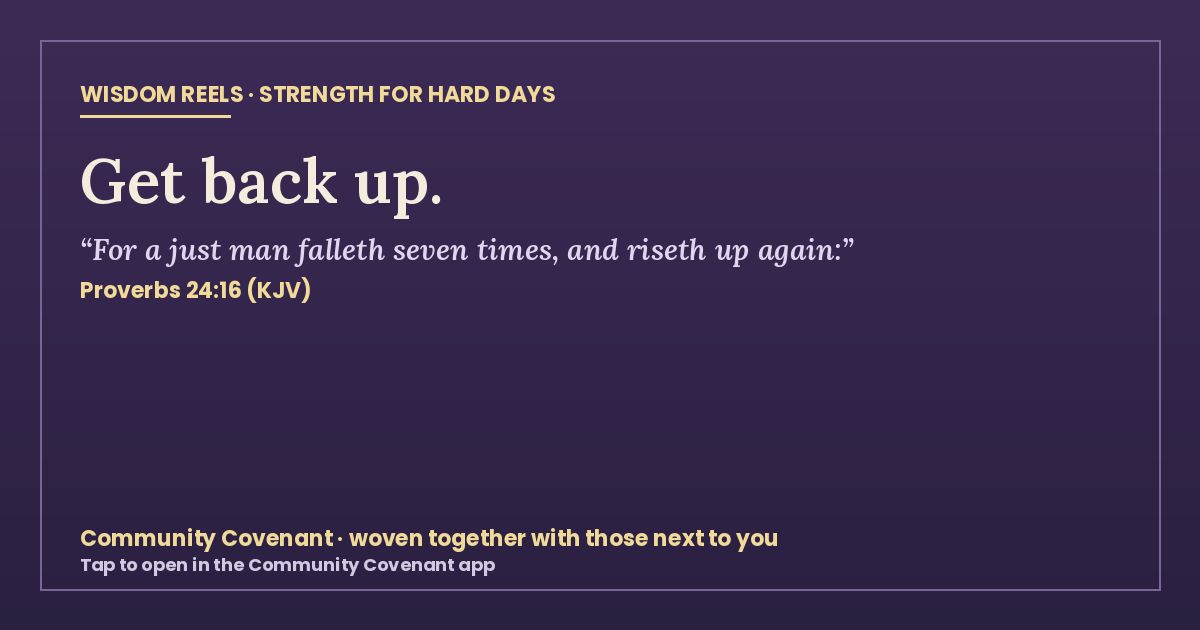 WISDOM REELS · STRENGTH FOR HARD DAYS
Get back up.
“For a just man falleth seven times, and riseth up again:”
Proverbs 24:16 (KJV)
Community Covenant · woven together with those next to you
Tap to open in the Community Covenant app